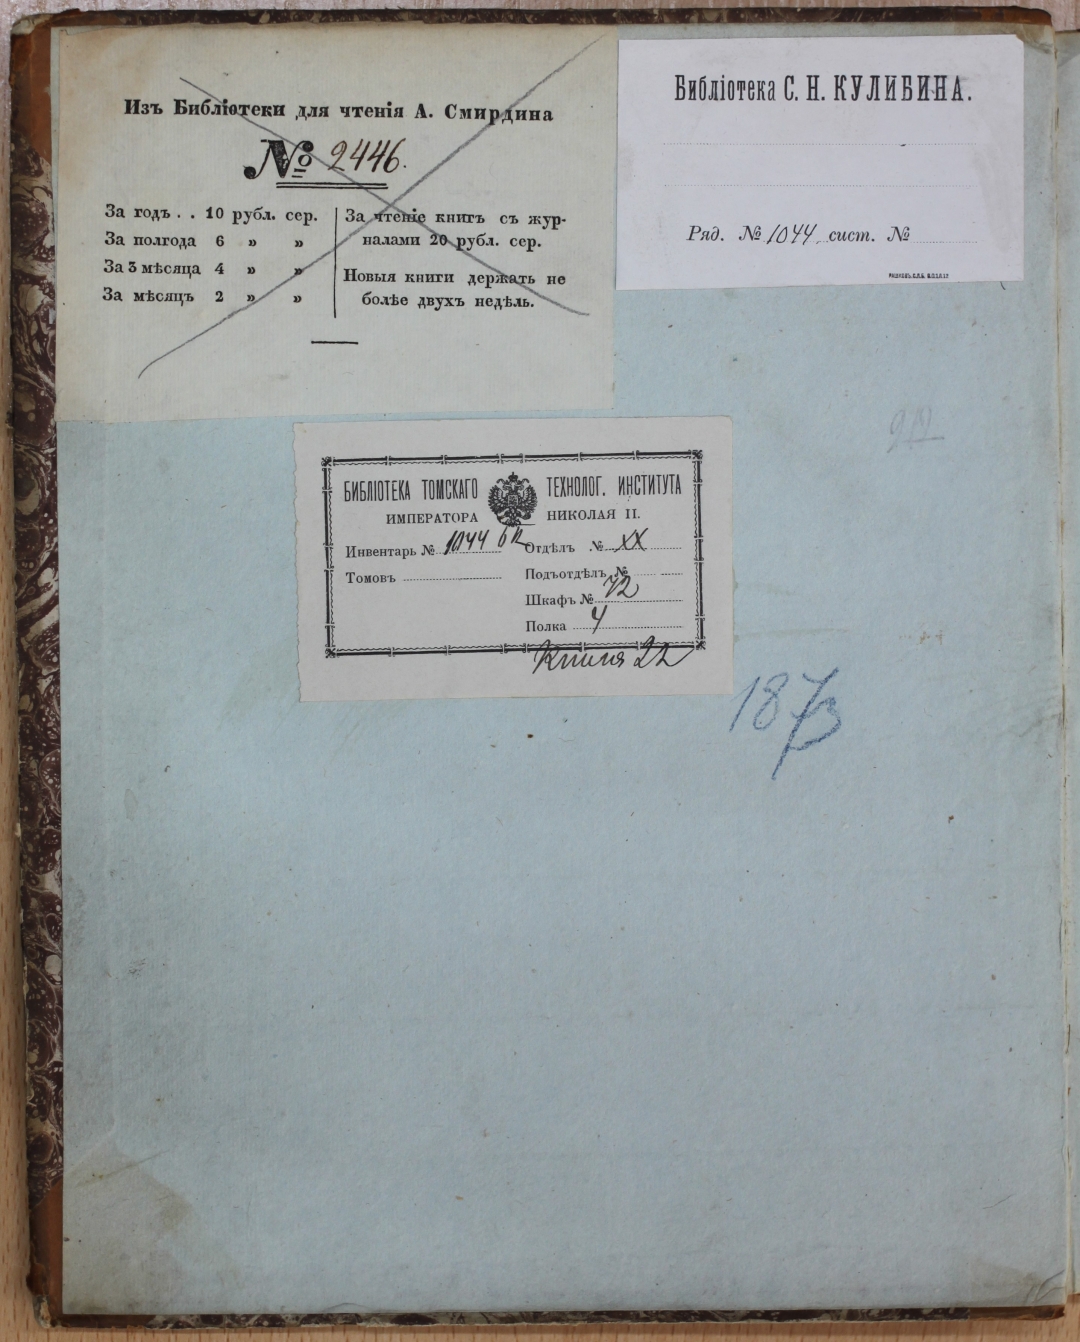 Изъ Библіотеки для чтенія А. Смирдина
№ 2446.
За годъ . . 10 рубл. сер.
За полгода 6 » »
За 3 мѣсяца 4 » »
За мѣсяцъ 2 » »
За чтеніе книгъ съ жур-
налами 20 рубл. сер.
Новыя книги держать не
болѣе двухъ недѣль.
Библіотека С. Н. КУЛИБИНА.
Ряд. № 1044 сист. №
БИБЛІОТЕКА ТОМСКАГО ТЕХНОЛОГ. ИНСТИТУТА
ИМПЕРАТОРА НИКОЛАЯ II.
Инвентарь № 1044 Отдѣлъ № XX
Томовъ Подъотдѣлъ №
Шкафъ № 72
Полка 4
Книга 22
1873